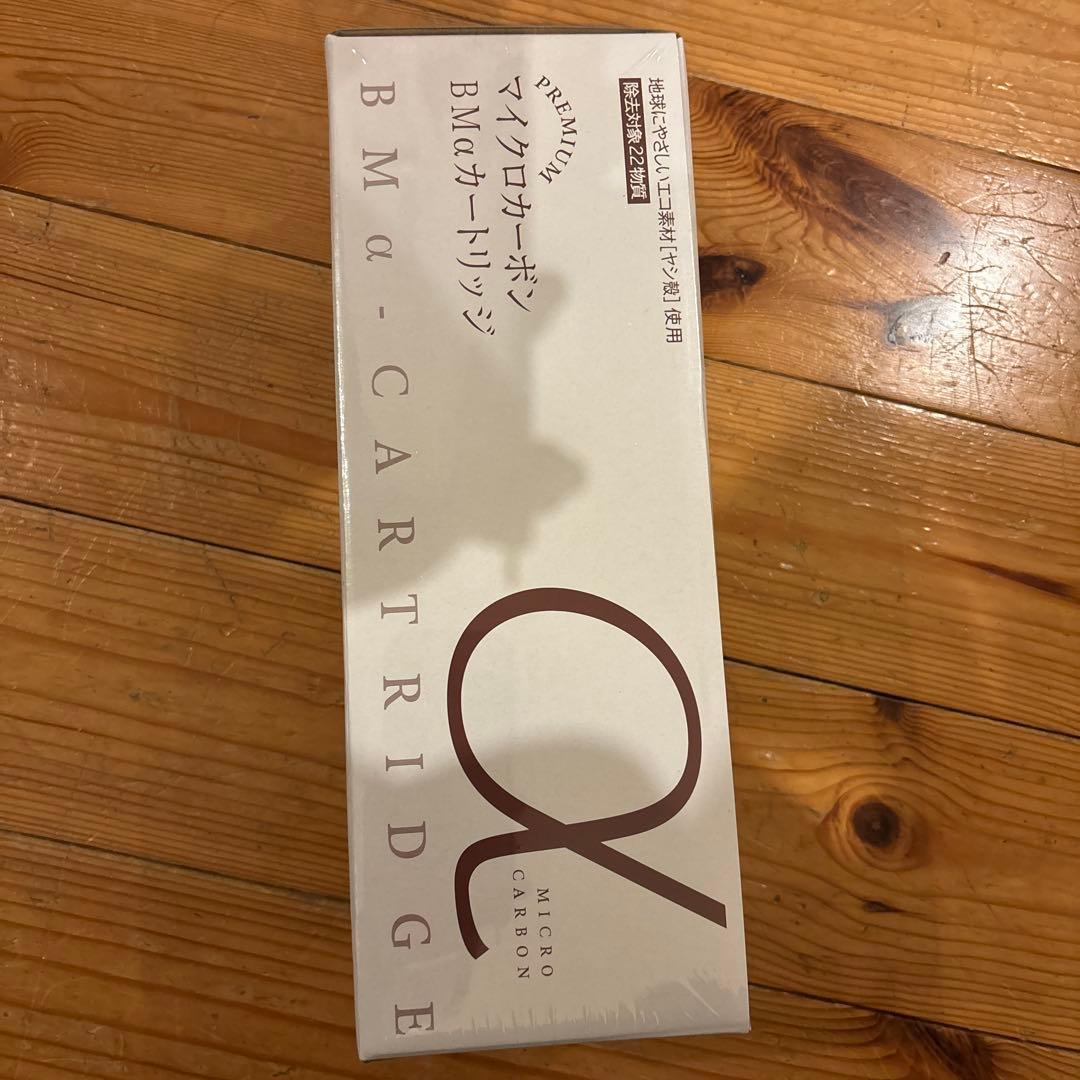 地球にやさしいエコ素材[ヤシ殻]使用
除去対象22物質
PREMIUM
マイクロカーボン
BMαカートリッジ
α
MICRO
CARBON
BMα-CARTRIDGE